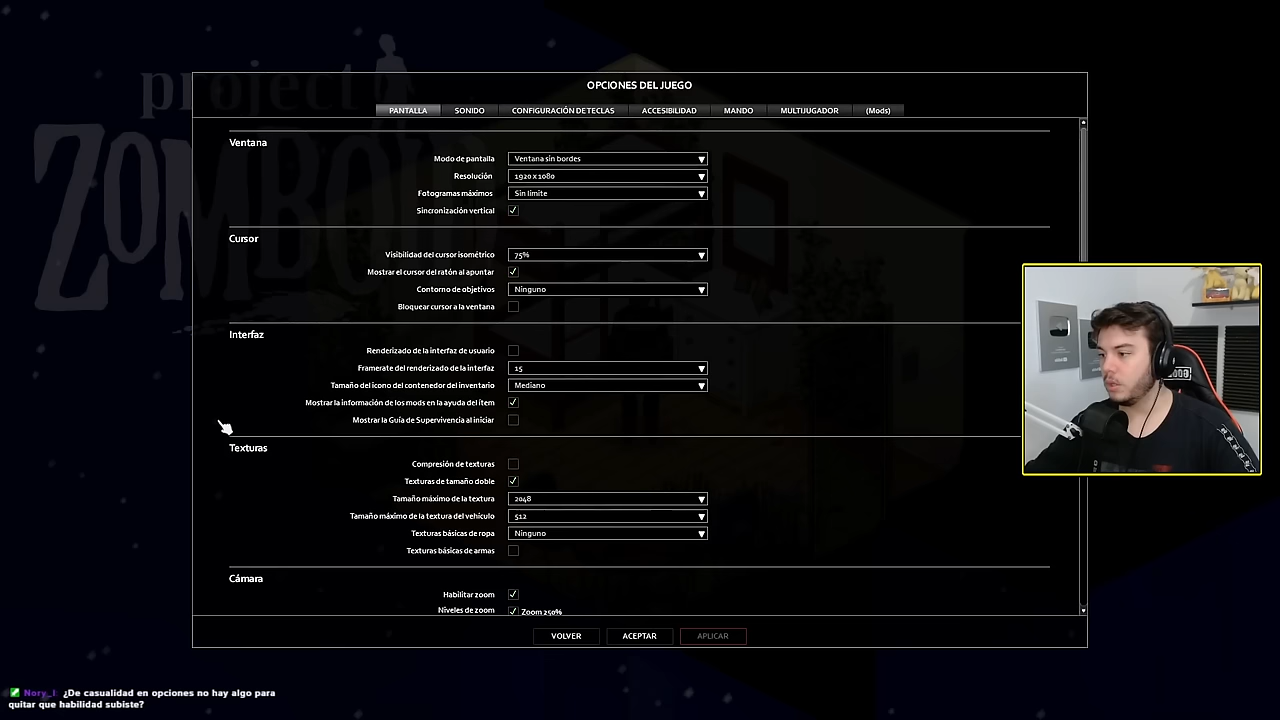 project
ZOMBOID
OPCIONES DEL JUEGO
PANTALLA SONIDO CONFIGURACIÓN DE TECLAS ACCESIBILIDAD MANDO MULTIJUGADOR (Mods)
Ventana
Modo de pantalla Ventana sin bordes
Resolución 1920 x 1080
Fotogramas máximos Sin límite
Sincronización vertical
Cursor
Visibilidad del cursor isométrico 75%
Mostrar el cursor del ratón al apuntar
Contorno de objetivos Ninguno
Bloquear cursor a la ventana
Interfaz
Renderizado de la interfaz de usuario
Framerate del renderizado de la interfaz 15
Tamaño del icono del contenedor del inventario Mediano
Mostrar la información de los mods en la ayuda del ítem
Mostrar la Guía de Supervivencia al iniciar
Texturas
Compresión de texturas
Texturas de tamaño doble
Tamaño máximo de la textura 2048
Tamaño máximo de la textura del vehículo 512
Texturas básicas de ropa Ninguno
Texturas básicas de armas
Cámara
Habilitar zoom
Niveles de zoom Zoom 250%
VOLVER ACEPTAR APLICAR
Nory_I: ¿De casualidad en opciones no hay algo para
quitar que habilidad subiste?